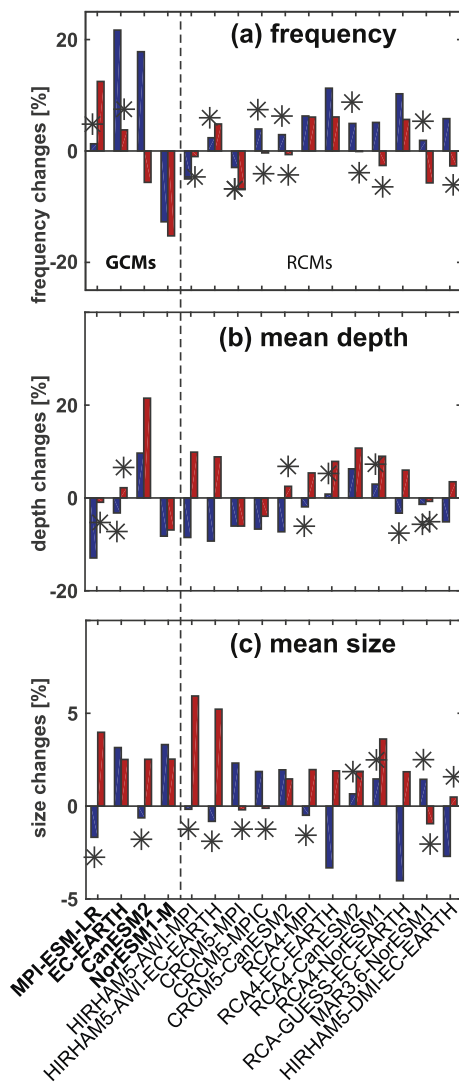 (a) frequency
frequency changes [%]
20
0
-20
GCMs
RCMs
(b) mean depth
depth changes [%]
20
0
-20
(c) mean size
size changes [%]
5
0
-5
MPI-ESM-LR
EC-EARTH
CanESM2
NorESM1-M
HIRHAM5-AWI-MPI
HIRHAM5-AWI-EC-EARTH
CRCM5-MPI
CRCM5-MPIC
CRCM5-CanESM2
RCA4-MPI
RCA4-EC-EARTH
RCA4-CanESM2
RCA4-NorESM1
RCA-GUESS-EC-EARTH
MAR3.6-NorESM1
HIRHAM5-DMI-EC-EARTH